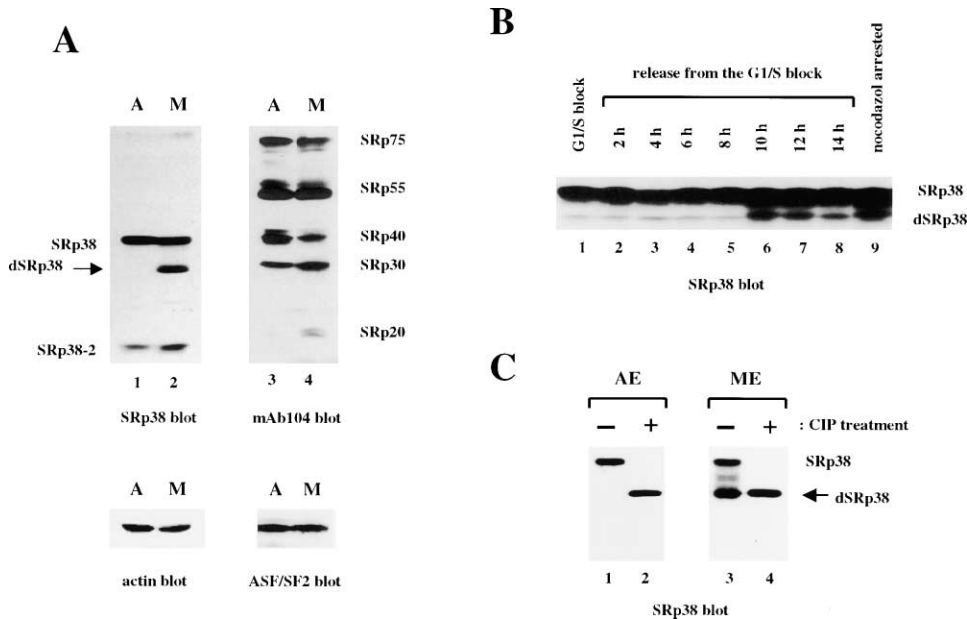 A
A M A M
SRp38
dSRp38
SRp38-2
SRp75
SRp55
SRp40
SRp30
SRp20
1 2 3 4
SRp38 blot mAb104 blot
A M A M
actin blot ASF/SF2 blot
B
release from the G1/S block
G1/S block
2 h
4 h
6 h
8 h
10 h
12 h
14 h
nocodazol arrested
SRp38
dSRp38
1 2 3 4 5 6 7 8 9
SRp38 blot
C
AE ME
− + − + : CIP treatment
SRp38
dSRp38
1 2 3 4
SRp38 blot